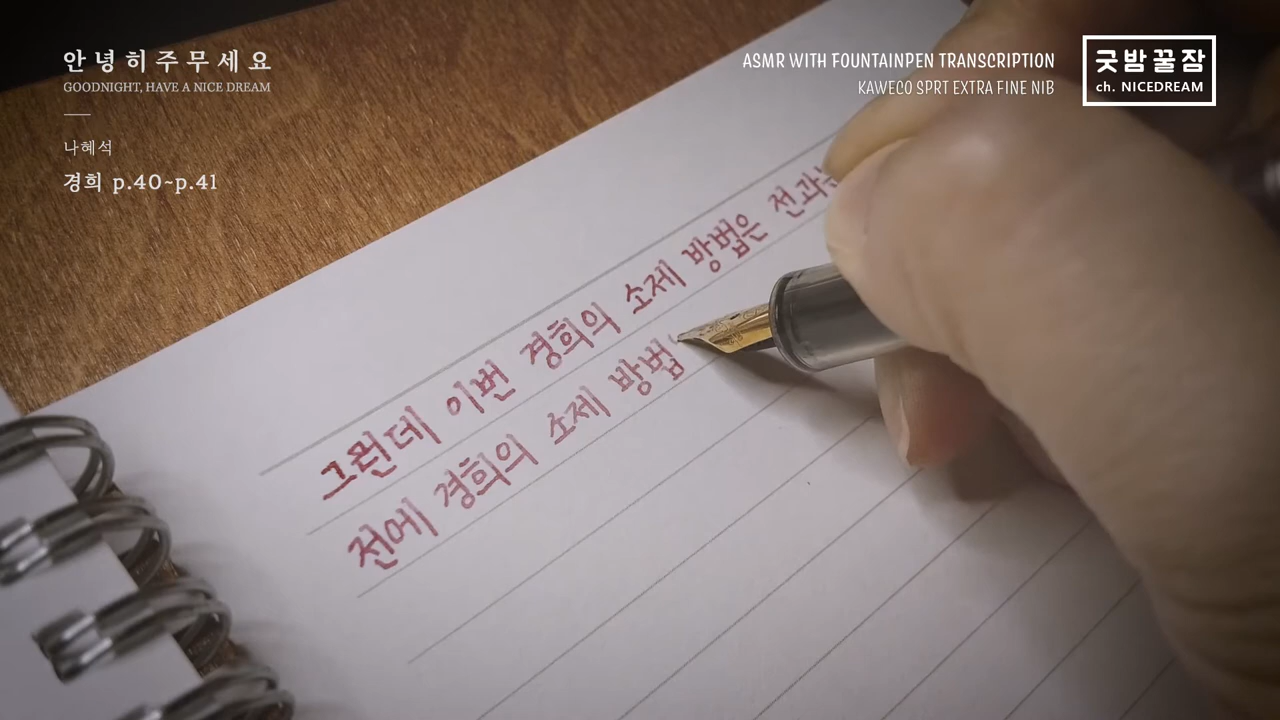 안녕히주무세요
GOODNIGHT, HAVE A NICE DREAM
나혜석
경희 p.40~p.41
ASMR WITH FOUNTAINPEN TRANSCRIPTION
KAWECO SPRT EXTRA FINE NIB
굿밤꿀잠
ch. NICEDREAM
그런데 이번 경희의 소제 방법은 전과는
전에 경희의 소제 방법